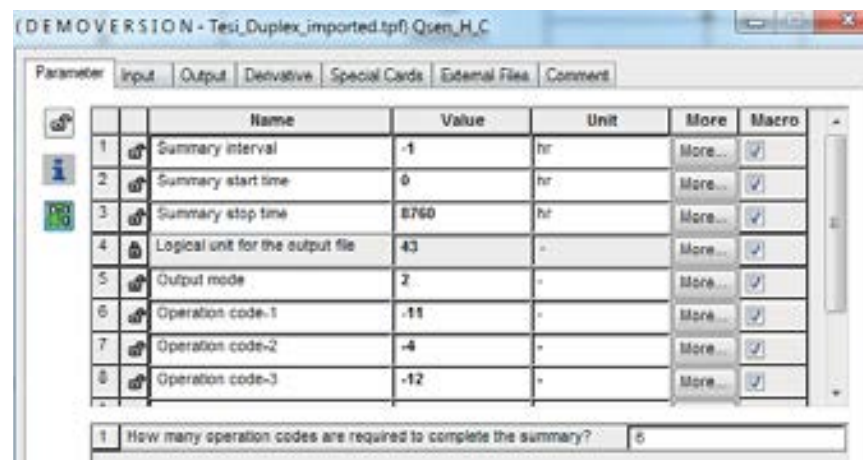 (DEMOVERSION - Tesi_Duplex_imported.tpf) Qsen_H_C
Parameter Input Output Derivative Special Cards External Files Comment
Name Value Unit More Macro
1 Summary interval -1 hr More...
2 Summary start time 0 hr More...
3 Summary stop time 8760 hr More...
4 Logical unit for the output file 43 - More...
5 Output mode 2 - More...
6 Operation code-1 -11 - More...
7 Operation code-2 -4 - More...
8 Operation code-3 -12 - More...
1 How many operation codes are required to complete the summary? 6